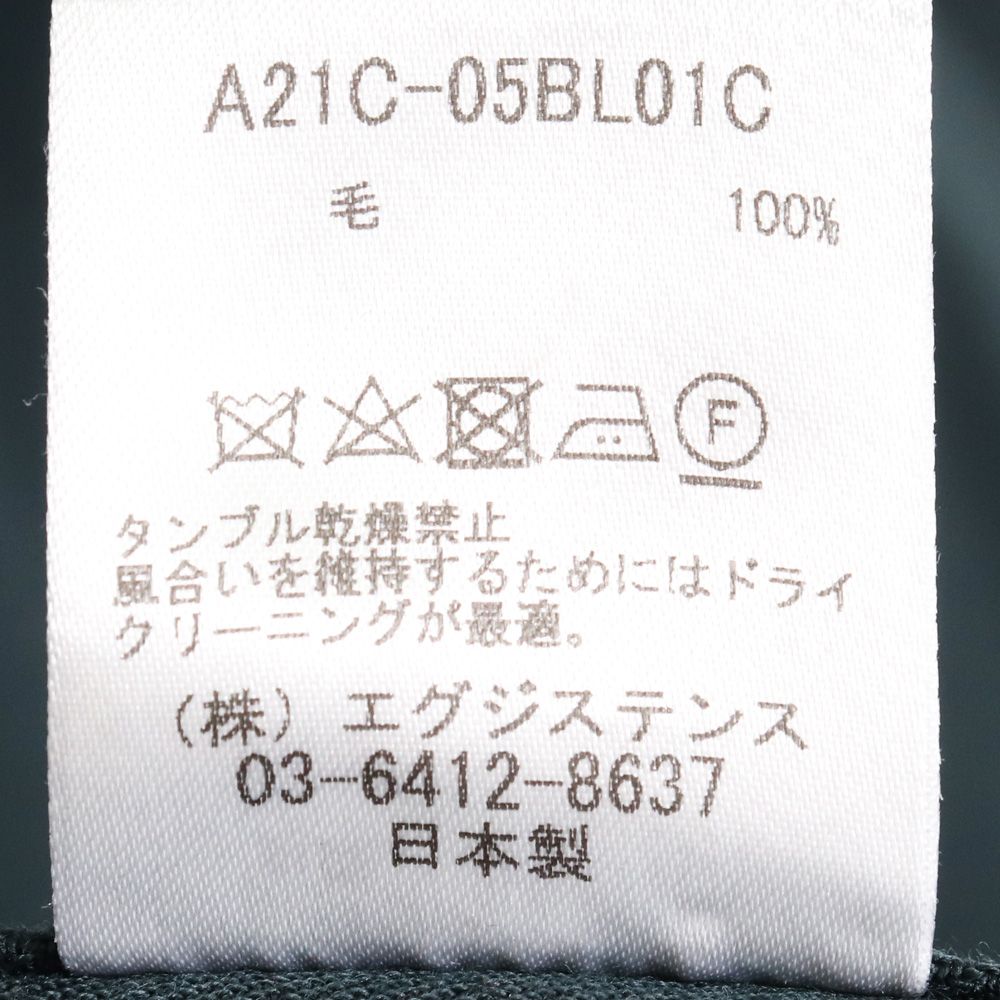 A21C-05BL01C
毛 100%
F
タンブル乾燥禁止
風合いを維持するためにはドライ
クリーニングが最適。
(株) エグジステンス
03-6412-8637
日本製